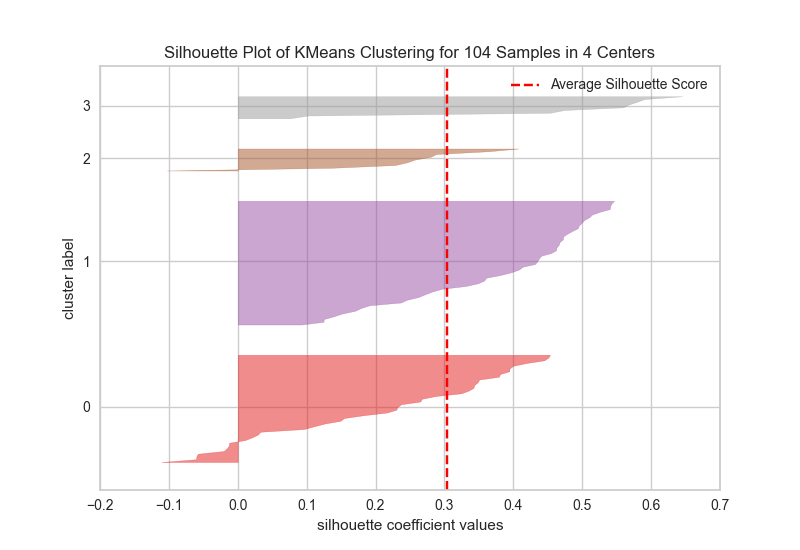 Silhouette Plot of KMeans Clustering for 104 Samples in 4 Centers
Average Silhouette Score
cluster label
3
2
1
0
−0.2 −0.1 0.0 0.1 0.2 0.3 0.4 0.5 0.6 0.7
silhouette coefficient values